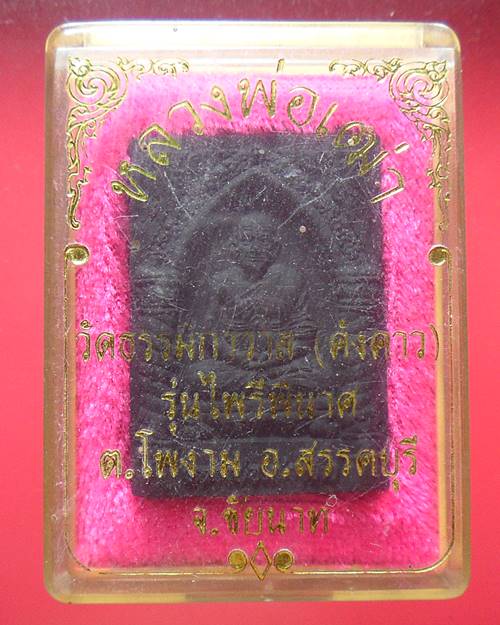 หลวงพ่อเฒ่า
วัดธรรมิกาวาส (ค้งคาว)
รุ่นไพรีพินาศ
ต.โพงาม อ.สรรคบุรี
จ.ชัยนาท